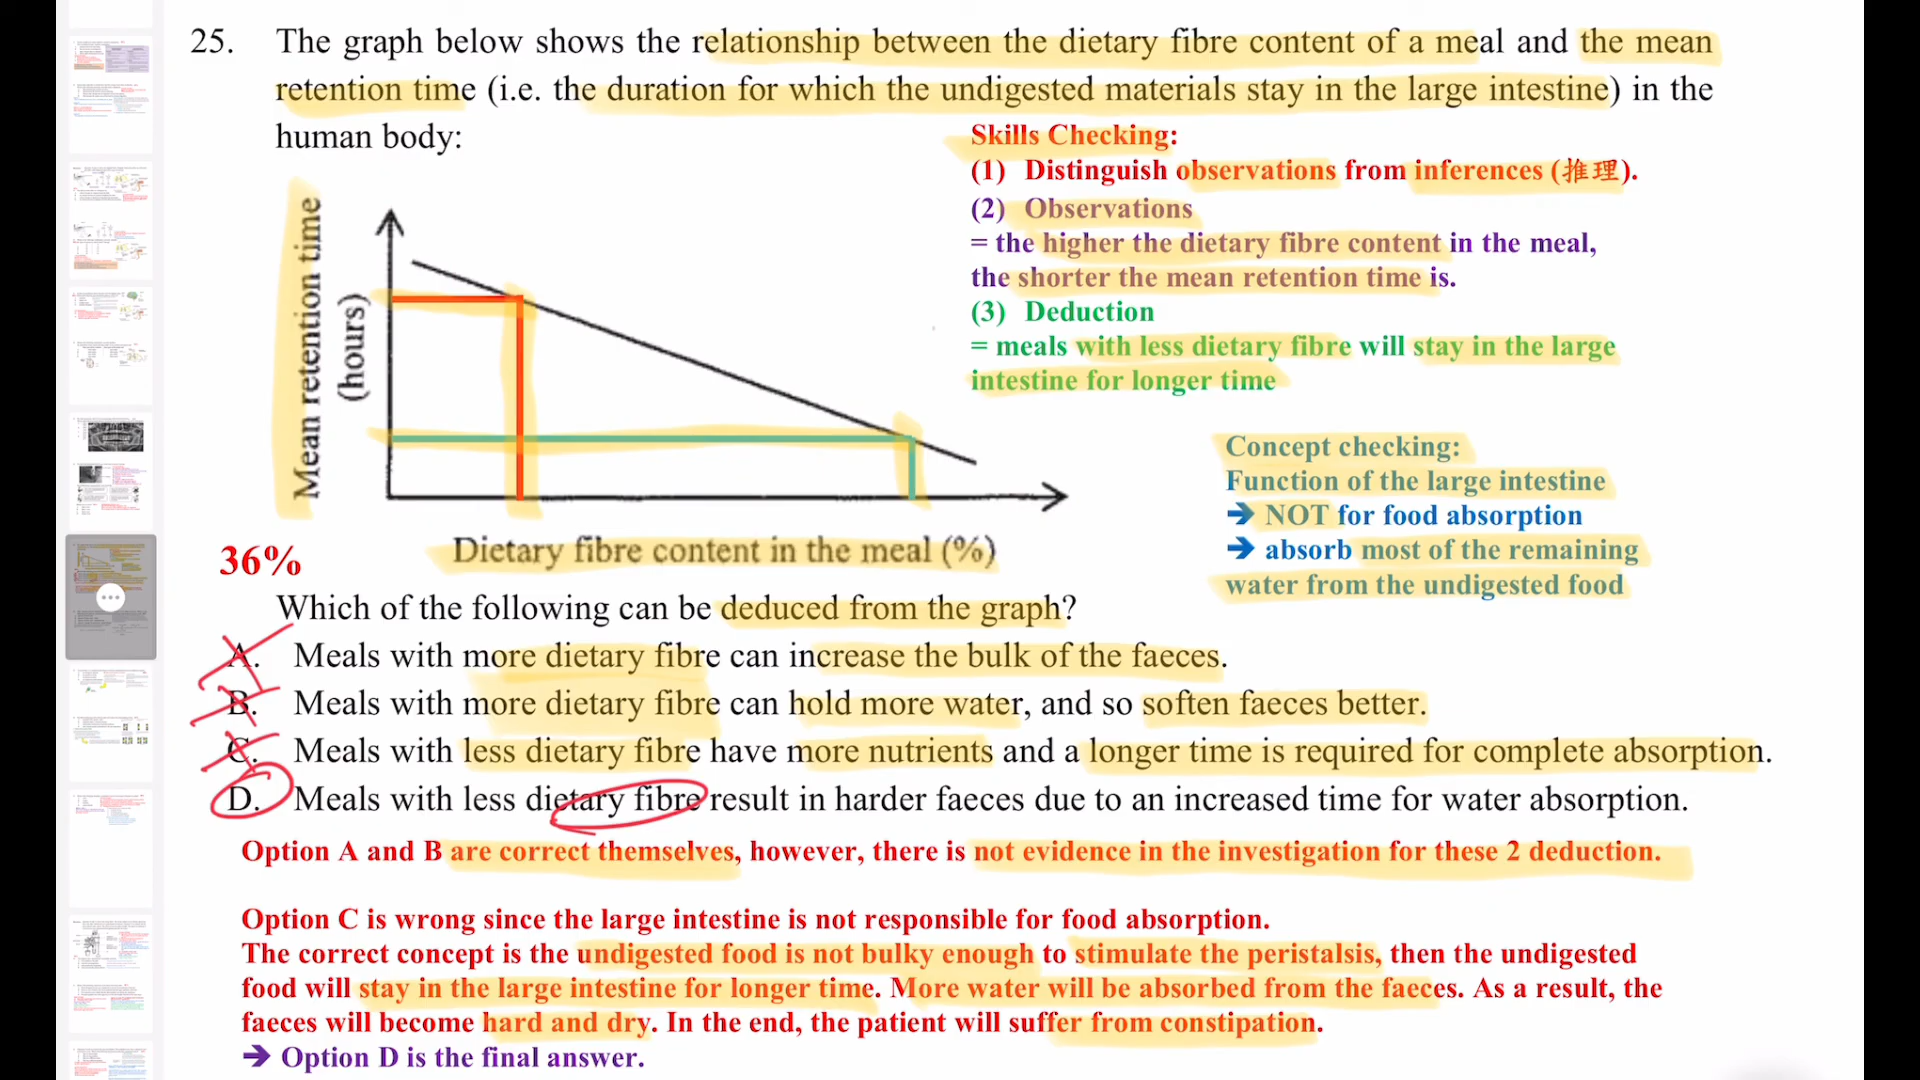 25. The graph below shows the relationship between the dietary fibre content of a meal and the mean
retention time (i.e. the duration for which the undigested materials stay in the large intestine) in the
human body:
Skills Checking:
(1) Distinguish observations from inferences (推理).
(2) Observations
= the higher the dietary fibre content in the meal,
the shorter the mean retention time is.
(3) Deduction
= meals with less dietary fibre will stay in the large
intestine for longer time
Mean retention time
(hours)
Concept checking:
Function of the large intestine
➔ NOT for food absorption
➔ absorb most of the remaining
water from the undigested food
Dietary fibre content in the meal (%)
36%
Which of the following can be deduced from the graph?
A. Meals with more dietary fibre can increase the bulk of the faeces.
B. Meals with more dietary fibre can hold more water, and so soften faeces better.
C. Meals with less dietary fibre have more nutrients and a longer time is required for complete absorption.
D. Meals with less dietary fibre result in harder faeces due to an increased time for water absorption.
Option A and B are correct themselves, however, there is not evidence in the investigation for these 2 deduction.
Option C is wrong since the large intestine is not responsible for food absorption.
The correct concept is the undigested food is not bulky enough to stimulate the peristalsis, then the undigested
food will stay in the large intestine for longer time. More water will be absorbed from the faeces. As a result, the
faeces will become hard and dry. In the end, the patient will suffer from constipation.
➔ Option D is the final answer.